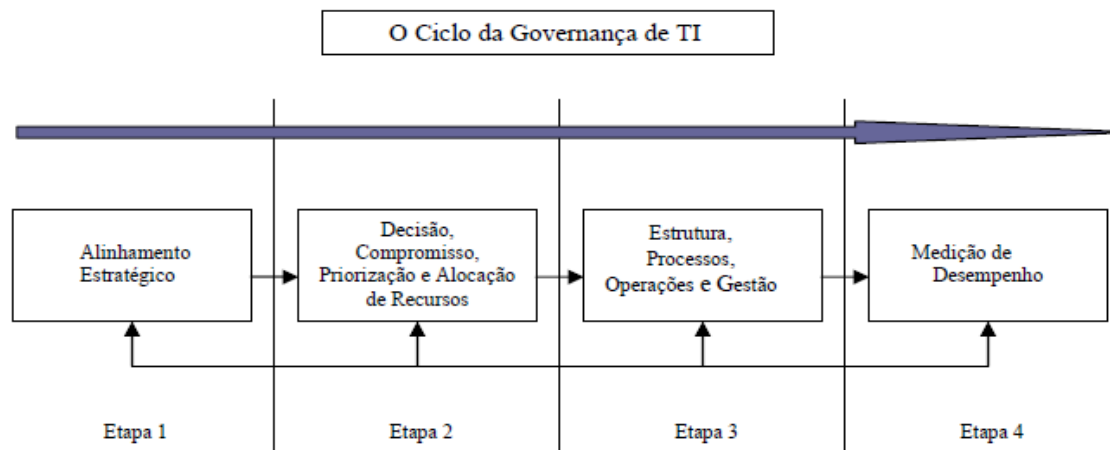 O Ciclo da Governança de TI
Alinhamento
Estratégico
Decisão,
Compromisso,
Priorização e Alocação
de Recursos
Estrutura,
Processos,
Operações e Gestão
Medição de
Desempenho
Etapa 1
Etapa 2
Etapa 3
Etapa 4